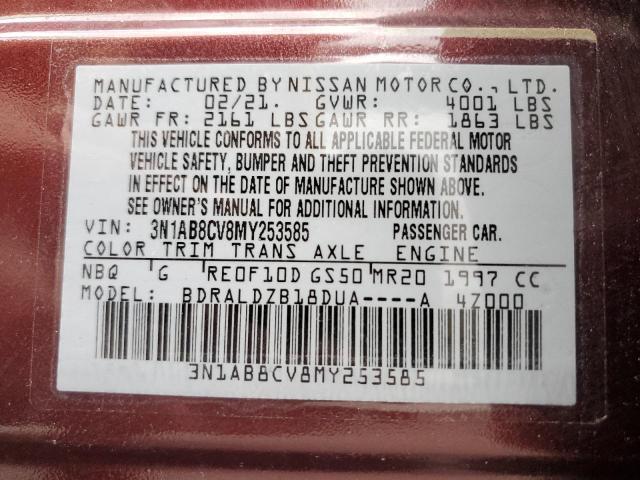 MANUFACTURED BY NISSAN MOTOR CO., LTD.
DATE: 02/21. GVWR: 4001 LBS
GAWR FR: 2161 LBS GAWR RR: 1863 LBS
THIS VEHICLE CONFORMS TO ALL APPLICABLE FEDERAL MOTOR
VEHICLE SAFETY, BUMPER AND THEFT PREVENTION STANDARDS
IN EFFECT ON THE DATE OF MANUFACTURE SHOWN ABOVE.
SEE OWNER'S MANUAL FOR ADDITIONAL INFORMATION.
VIN: 3N1AB8CV8MY253585 PASSENGER CAR.
COLOR TRIM TRANS AXLE ENGINE
NBQ G RE0F10D GS50 MR20 1997 CC
MODEL: BDRALDZB18DUA----A 4Z000
3N1AB8CV8MY253585